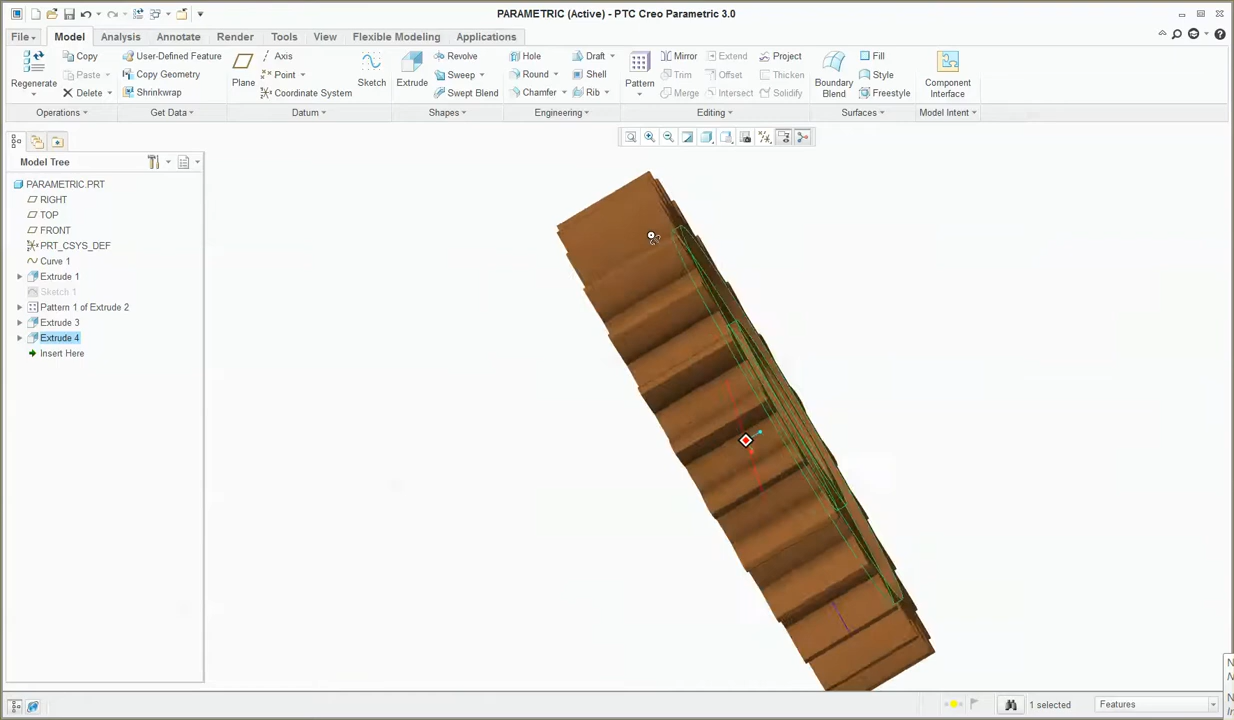 PARAMETRIC (Active) - PTC Creo Parametric 3.0
File Model Analysis Annotate Render Tools View Flexible Modeling Applications
Regenerate
Copy
Paste
Delete
User-Defined Feature
Copy Geometry
Shrinkwrap
Plane
Axis
Point
Coordinate System
Sketch
Extrude
Revolve
Sweep
Swept Blend
Hole
Round
Chamfer
Draft
Shell
Rib
Pattern
Mirror
Trim
Merge
Extend
Offset
Intersect
Project
Thicken
Solidify
Boundary
Blend
Fill
Style
Freestyle
Component
Interface
Operations Get Data Datum Shapes Engineering Editing Surfaces Model Intent
Model Tree
PARAMETRIC.PRT
RIGHT
TOP
FRONT
PRT_CSYS_DEF
Curve 1
Extrude 1
Sketch 1
Pattern 1 of Extrude 2
Extrude 3
Extrude 4
Insert Here
1 selected
Features